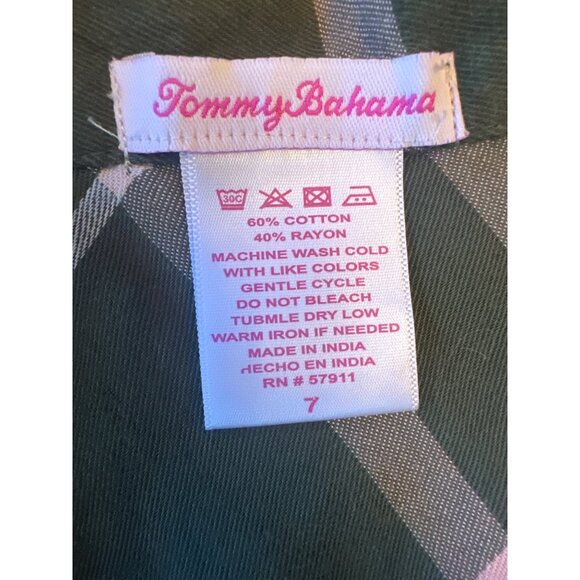 Tommy Bahama
30C
60% COTTON
40% RAYON
MACHINE WASH COLD
WITH LIKE COLORS
GENTLE CYCLE
DO NOT BLEACH
TUBMLE DRY LOW
WARM IRON IF NEEDED
MADE IN INDIA
HECHO EN INDIA
RN # 57911
7